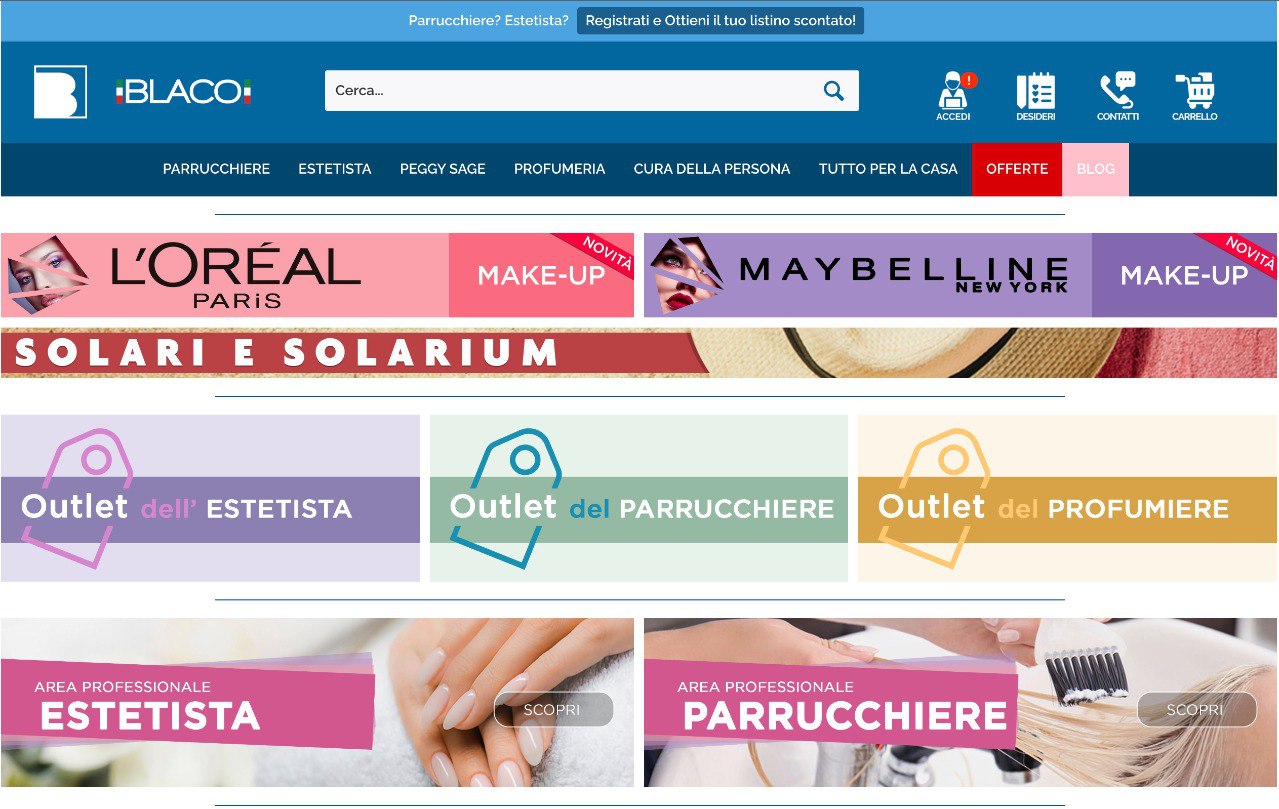 Parrucchiere? Estetista? Registrati e Ottieni il tuo listino scontato!
B BLACO
Cerca...
ACCEDI DESIDERI CONTATTI CARRELLO
PARRUCCHIERE ESTETISTA PEGGY SAGE PROFUMERIA CURA DELLA PERSONA TUTTO PER LA CASA OFFERTE BLOG
L'ORÉAL
PARiS
MAKE-UP
NOVITÀ
MAYBELLINE
NEW YORK
MAKE-UP
NOVITÀ
SOLARI E SOLARIUM
Outlet dell' ESTETISTA
Outlet del PARRUCCHIERE
Outlet del PROFUMIERE
AREA PROFESSIONALE
ESTETISTA
SCOPRI
AREA PROFESSIONALE
PARRUCCHIERE
SCOPRI